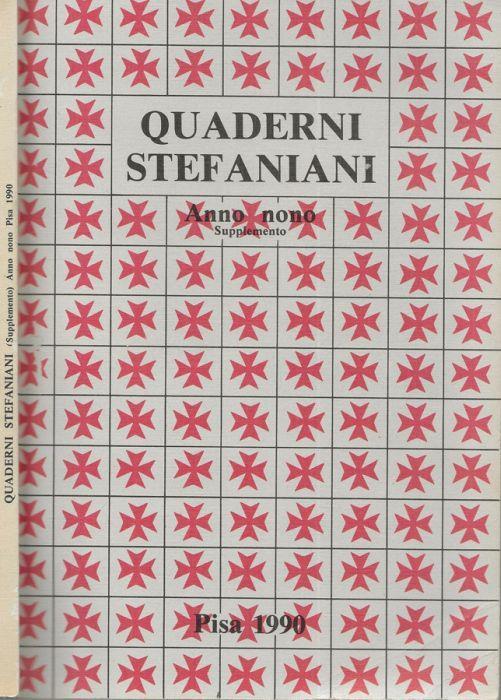 QUADERNI
STEFANIANI
Anno nono
Supplemento
Pisa 1990
QUADERNI STEFANIANI (Supplemento) Anno nono Pisa 1990